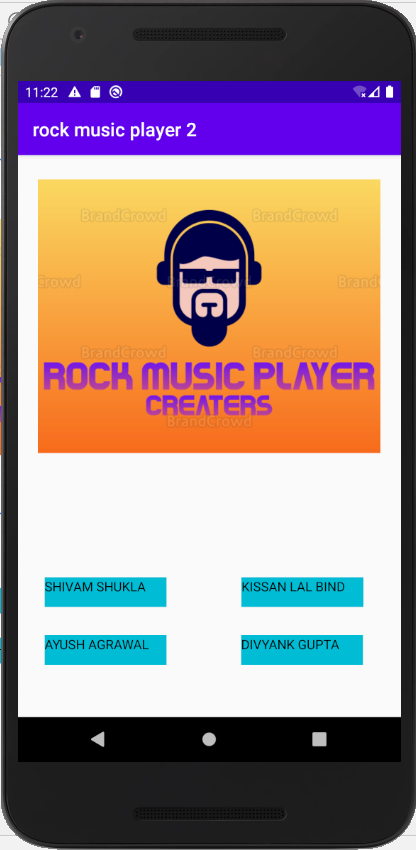 11:22
rock music player 2
BrandCrowd BrandCrowd
Crowd BrandCrowd Brand
BrandCrowd BrandCrowd
ROCK MUSIC PLAYER
CREATERS
BrandCrowd
SHIVAM SHUKLA KISSAN LAL BIND
AYUSH AGRAWAL DIVYANK GUPTA